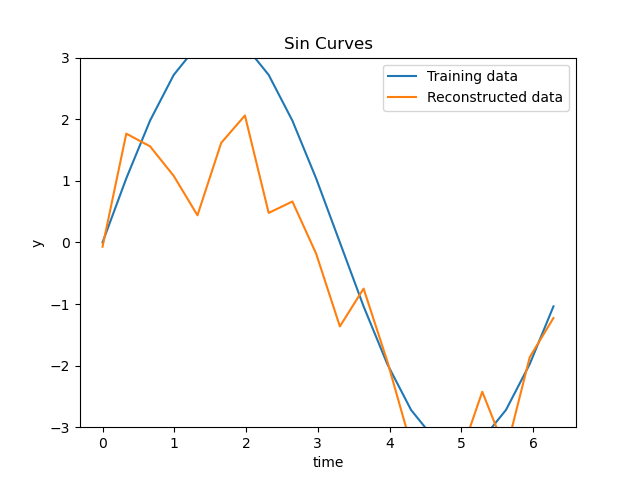 Sin Curves
Training data
Reconstructed data
3
2
1
0
−1
−2
−3
y
0 1 2 3 4 5 6
time